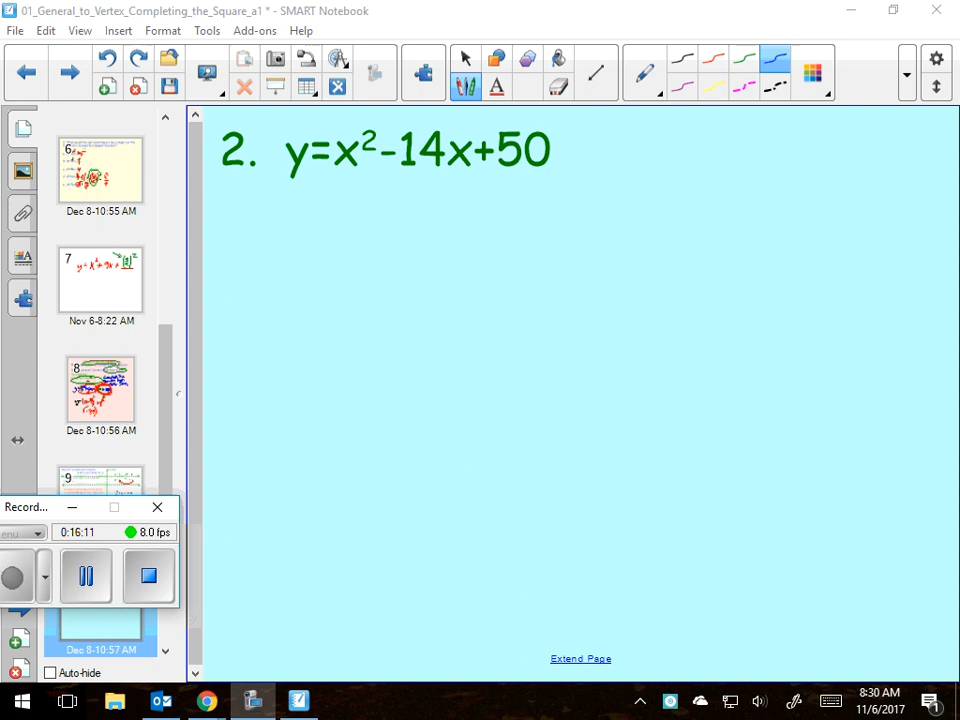 01_General_to_Vertex_Completing_the_Square_a1 * - SMART Notebook
File Edit View Insert Format Tools Add-ons Help
2. y=x²-14x+50
6
Dec 8-10:55 AM
7
Nov 6-8:22 AM
8
Dec 8-10:56 AM
9
Record...
enu
0:16:11
8.0 fps
Dec 8-10:57 AM
Auto-hide
Extend Page
8:30 AM
11/6/2017
1